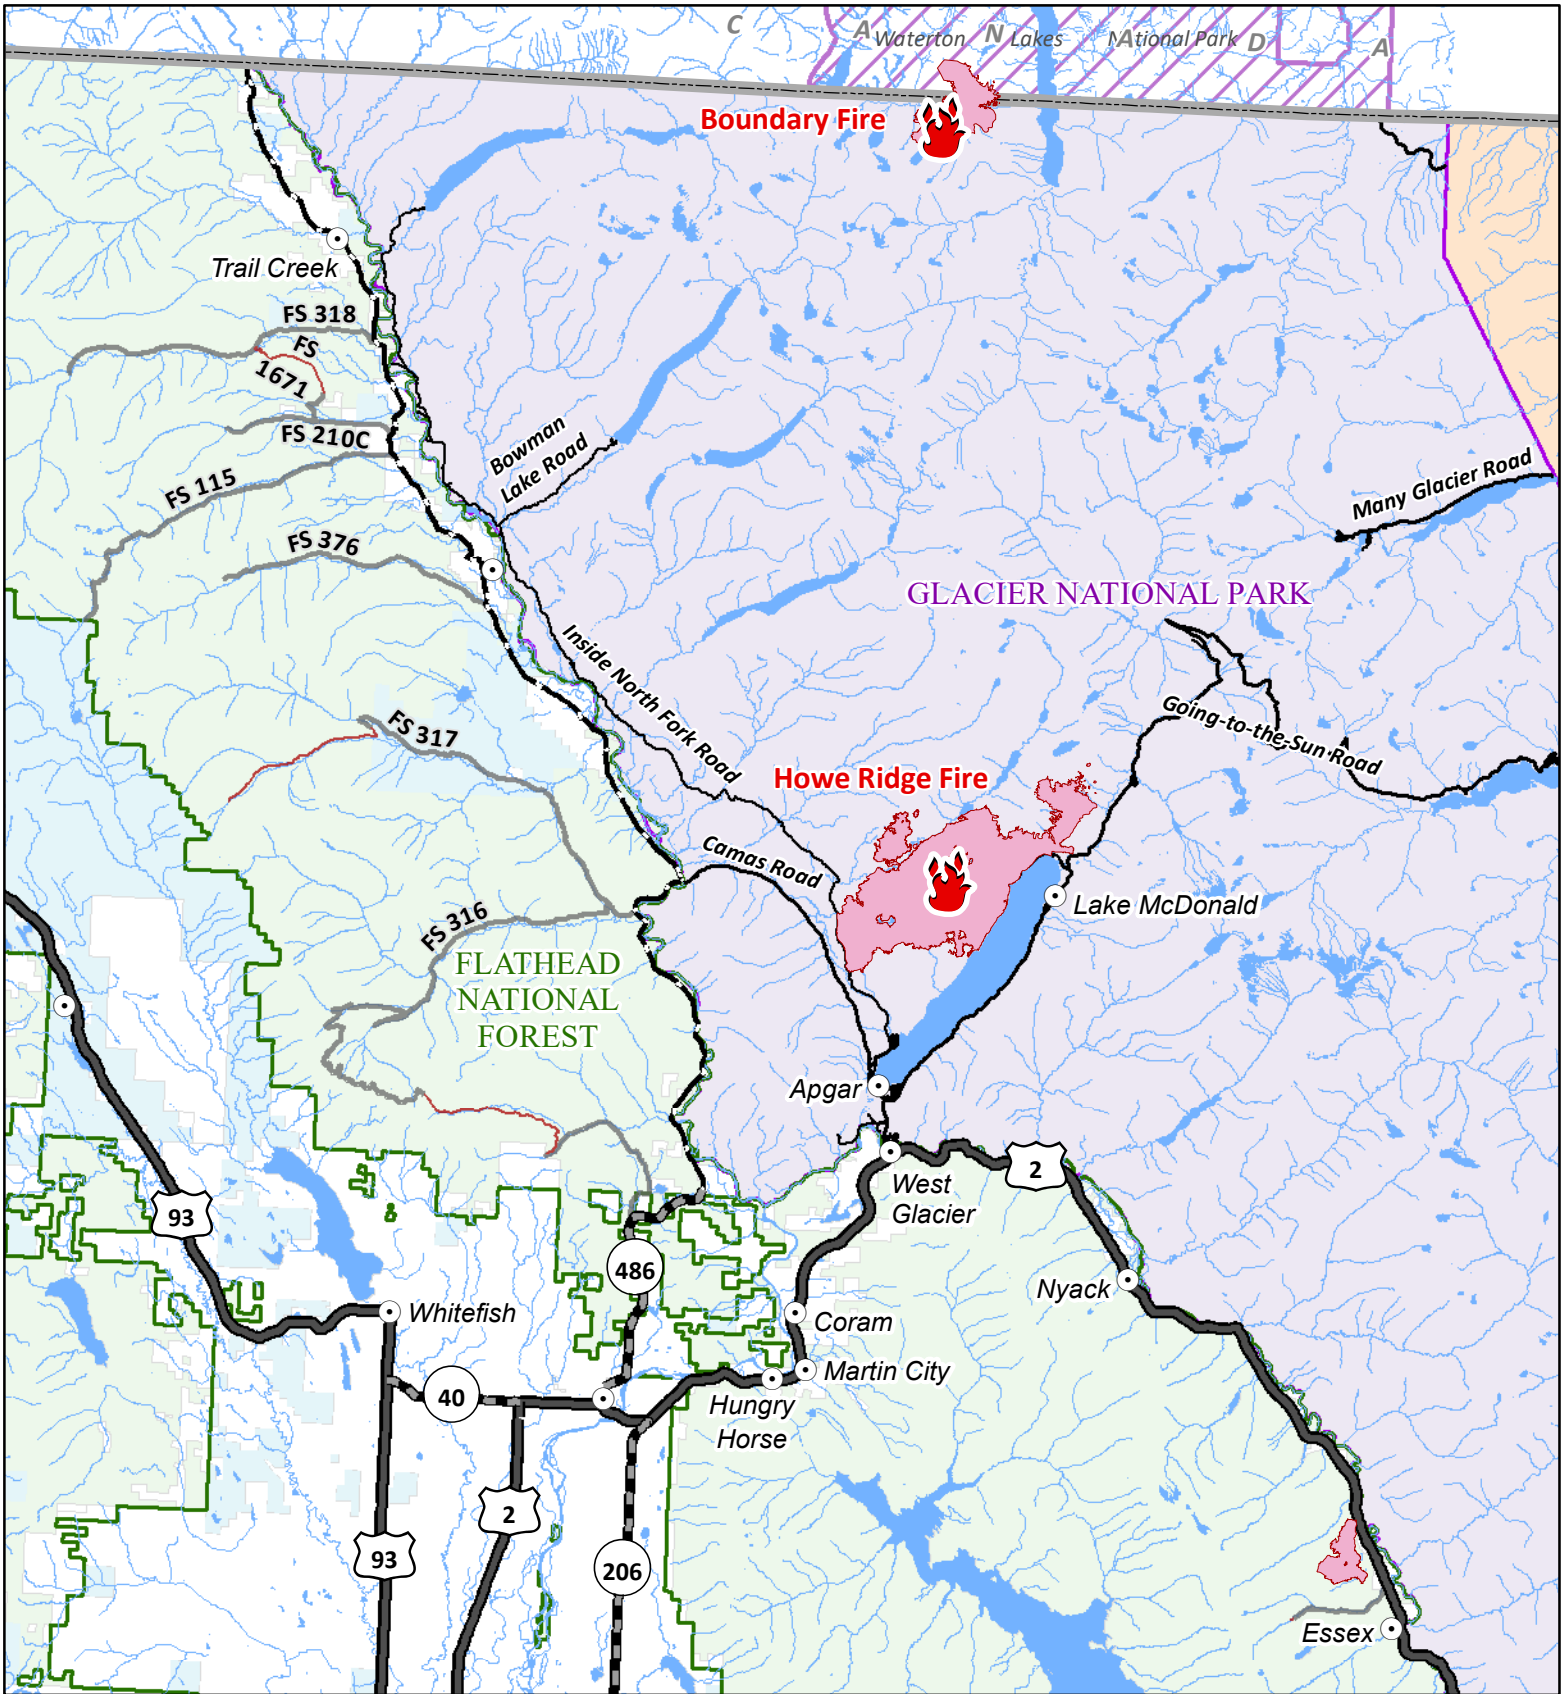 C A N A D A
Waterton Lakes National Park
Boundary Fire
Trail Creek
FS 318
FS
1671
FS 210C
FS 115
FS 376
Bowman
Lake Road
Many Glacier Road
GLACIER NATIONAL PARK
Inside North Fork Road
Going-to-the-Sun Road
FS 317
Howe Ridge Fire
Camas Road
Lake McDonald
FS 316
FLATHEAD
NATIONAL
FOREST
Apgar
West
Glacier
2
93
486
Nyack
Whitefish
Coram
Martin City
40
Hungry
Horse
2
93
206
Essex